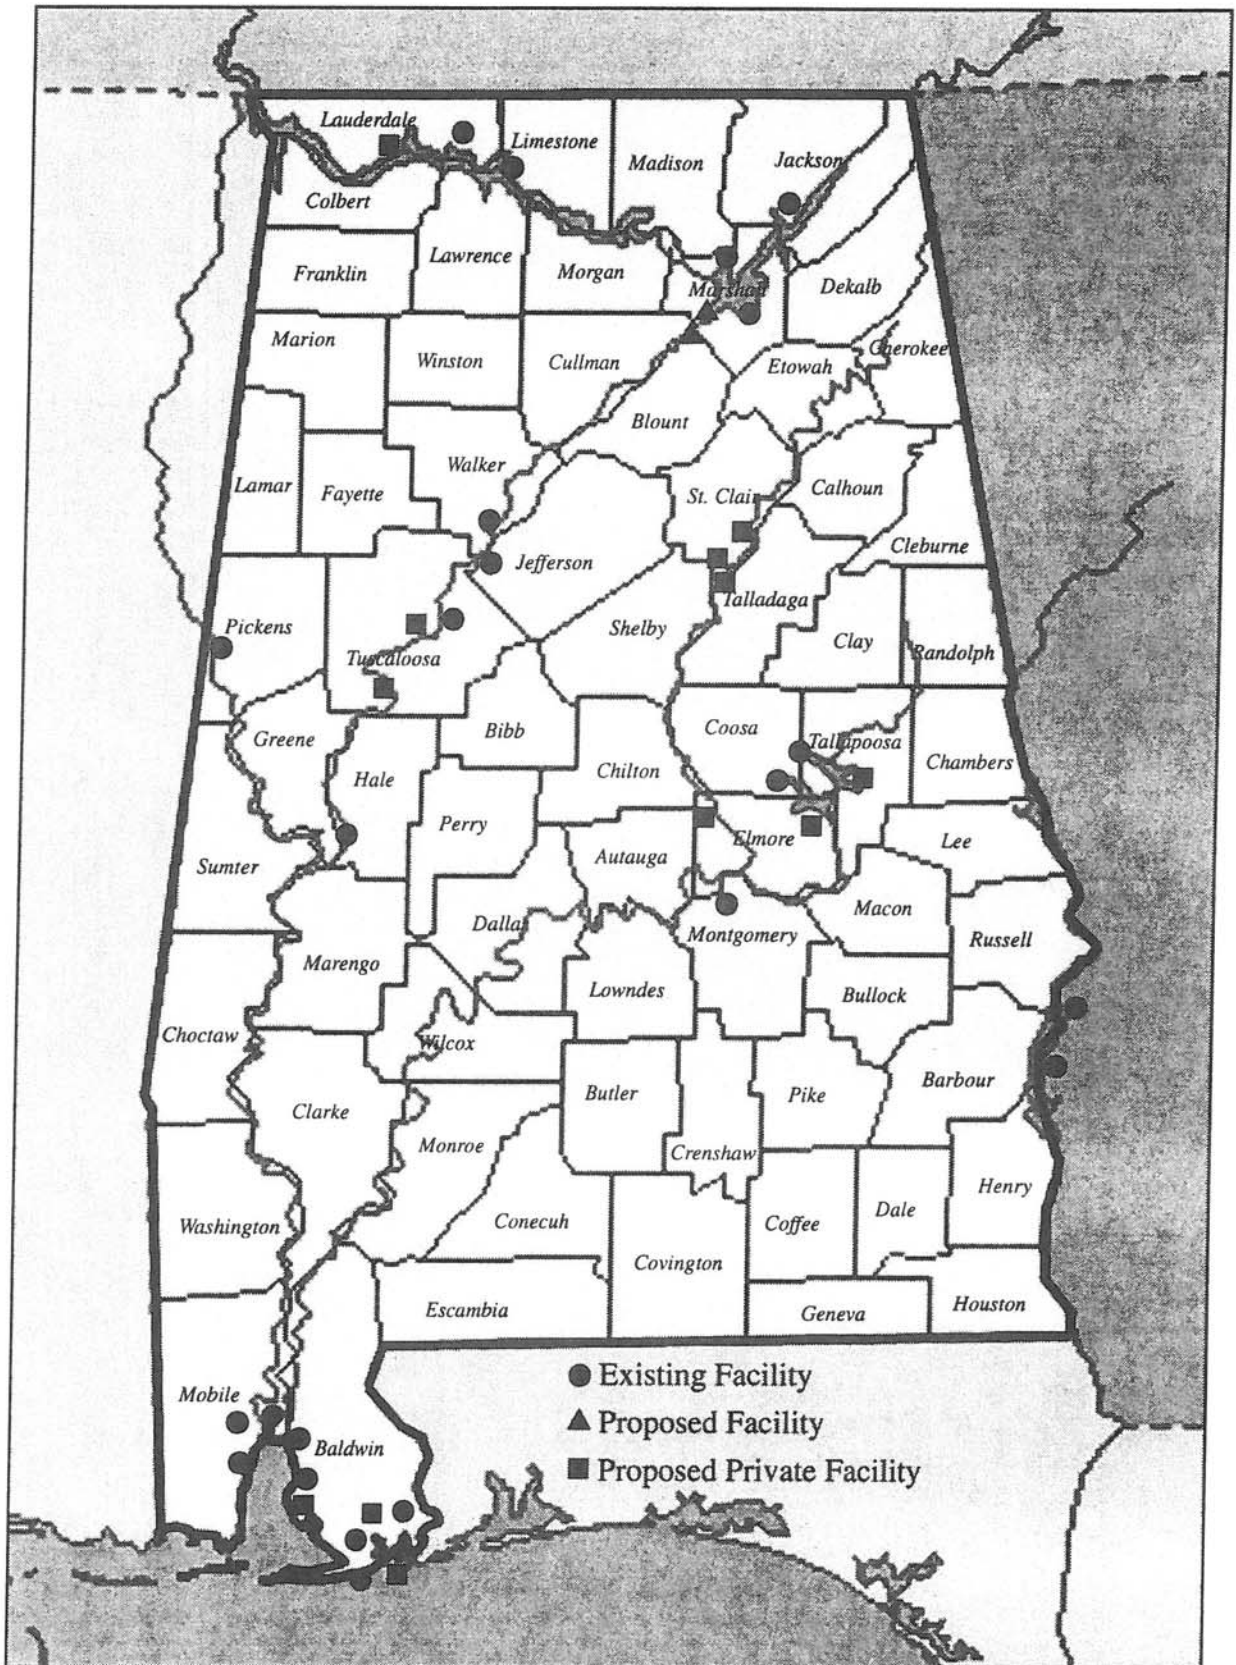 Lauderdale
Limestone
Madison
Jackson
Colbert
Lawrence
Franklin
Morgan
Marshall
Dekalb
Marion
Winston
Cullman
Etowah
Cherokee
Blount
Walker
Lamar
Fayette
St. Clair
Calhoun
Jefferson
Cleburne
Talladaga
Pickens
Shelby
Clay
Randolph
Tuscaloosa
Greene
Bibb
Coosa
Tallapoosa
Hale
Chilton
Chambers
Perry
Elmore
Lee
Sumter
Autauga
Macon
Dallas
Montgomery
Russell
Marengo
Lowndes
Bullock
Choctaw
Wilcox
Butler
Pike
Barbour
Clarke
Monroe
Crenshaw
Henry
Washington
Conecuh
Coffee
Dale
Covington
Escambia
Geneva
Houston
Existing Facility
Mobile
Proposed Facility
Baldwin
Proposed Private Facility